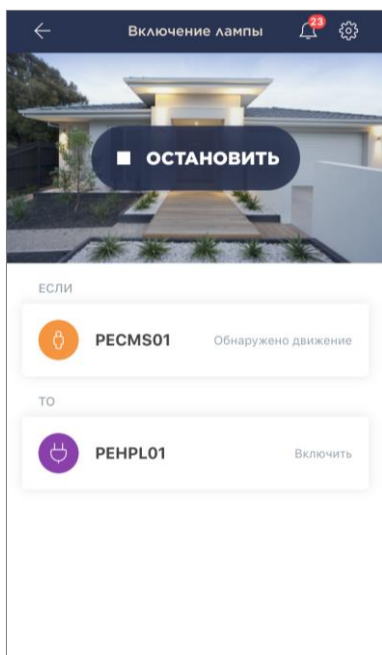 Включение лампы
23
ОСТАНОВИТЬ
ЕСЛИ
PECMS01 Обнаружено движение
ТО
PEHPL01 Включить